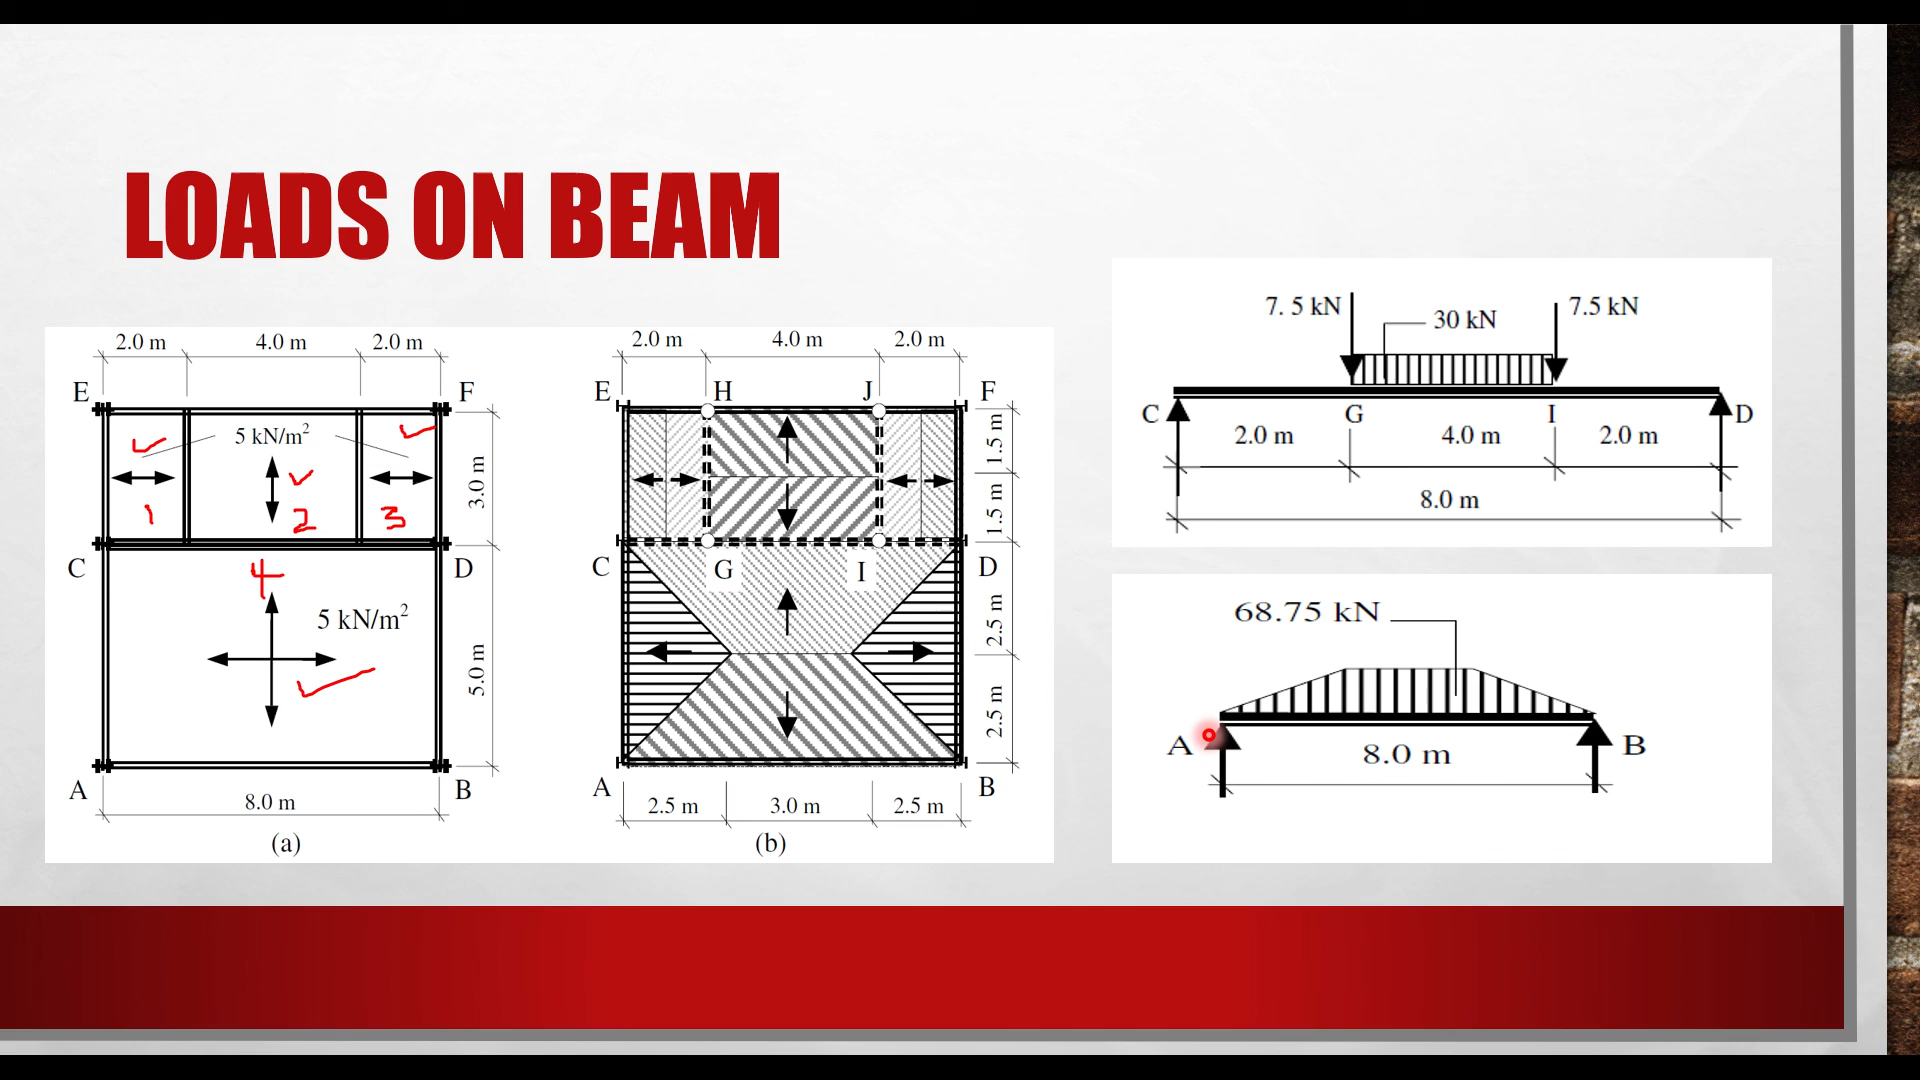 LOADS ON BEAM
2.0 m 4.0 m 2.0 m
E F
5 kN/m²
3.0 m
1 2 3
C D
4
5 kN/m²
5.0 m
A B
8.0 m
(a)
2.0 m 4.0 m 2.0 m
E H J F
1.5 m
1.5 m
C G I D
2.5 m
2.5 m
A B
2.5 m 3.0 m 2.5 m
(b)
7. 5 kN 30 kN 7.5 kN
C G I D
2.0 m 4.0 m 2.0 m
8.0 m
68.75 kN
A B
8.0 m